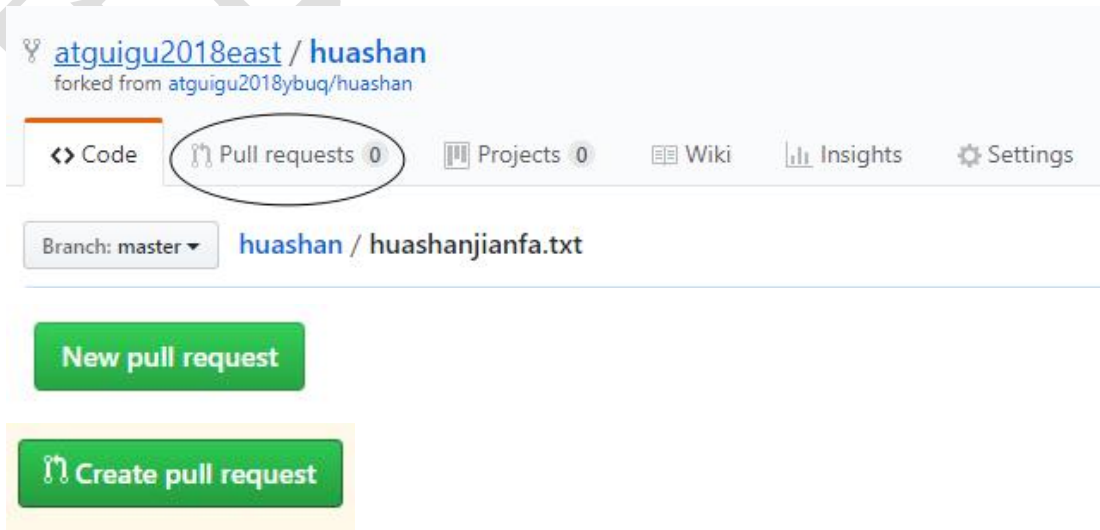 atguigu2018east / huashan
forked from atguigu2018ybuq/huashan
Code Pull requests 0 Projects 0 Wiki Insights Settings
Branch: master huashan / huashanjianfa.txt
New pull request
Create pull request